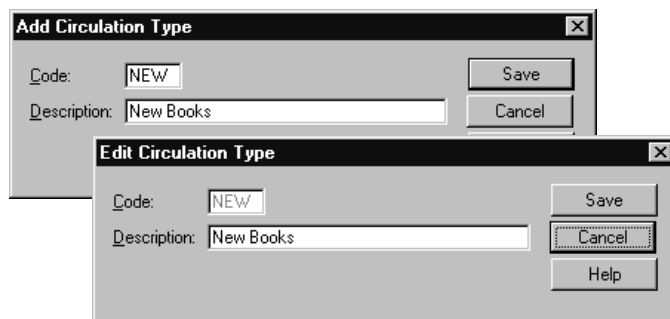 Add Circulation Type
Code: NEW Save
Description: New Books Cancel
Edit Circulation Type
Code: NEW Save
Description: New Books Cancel
Help